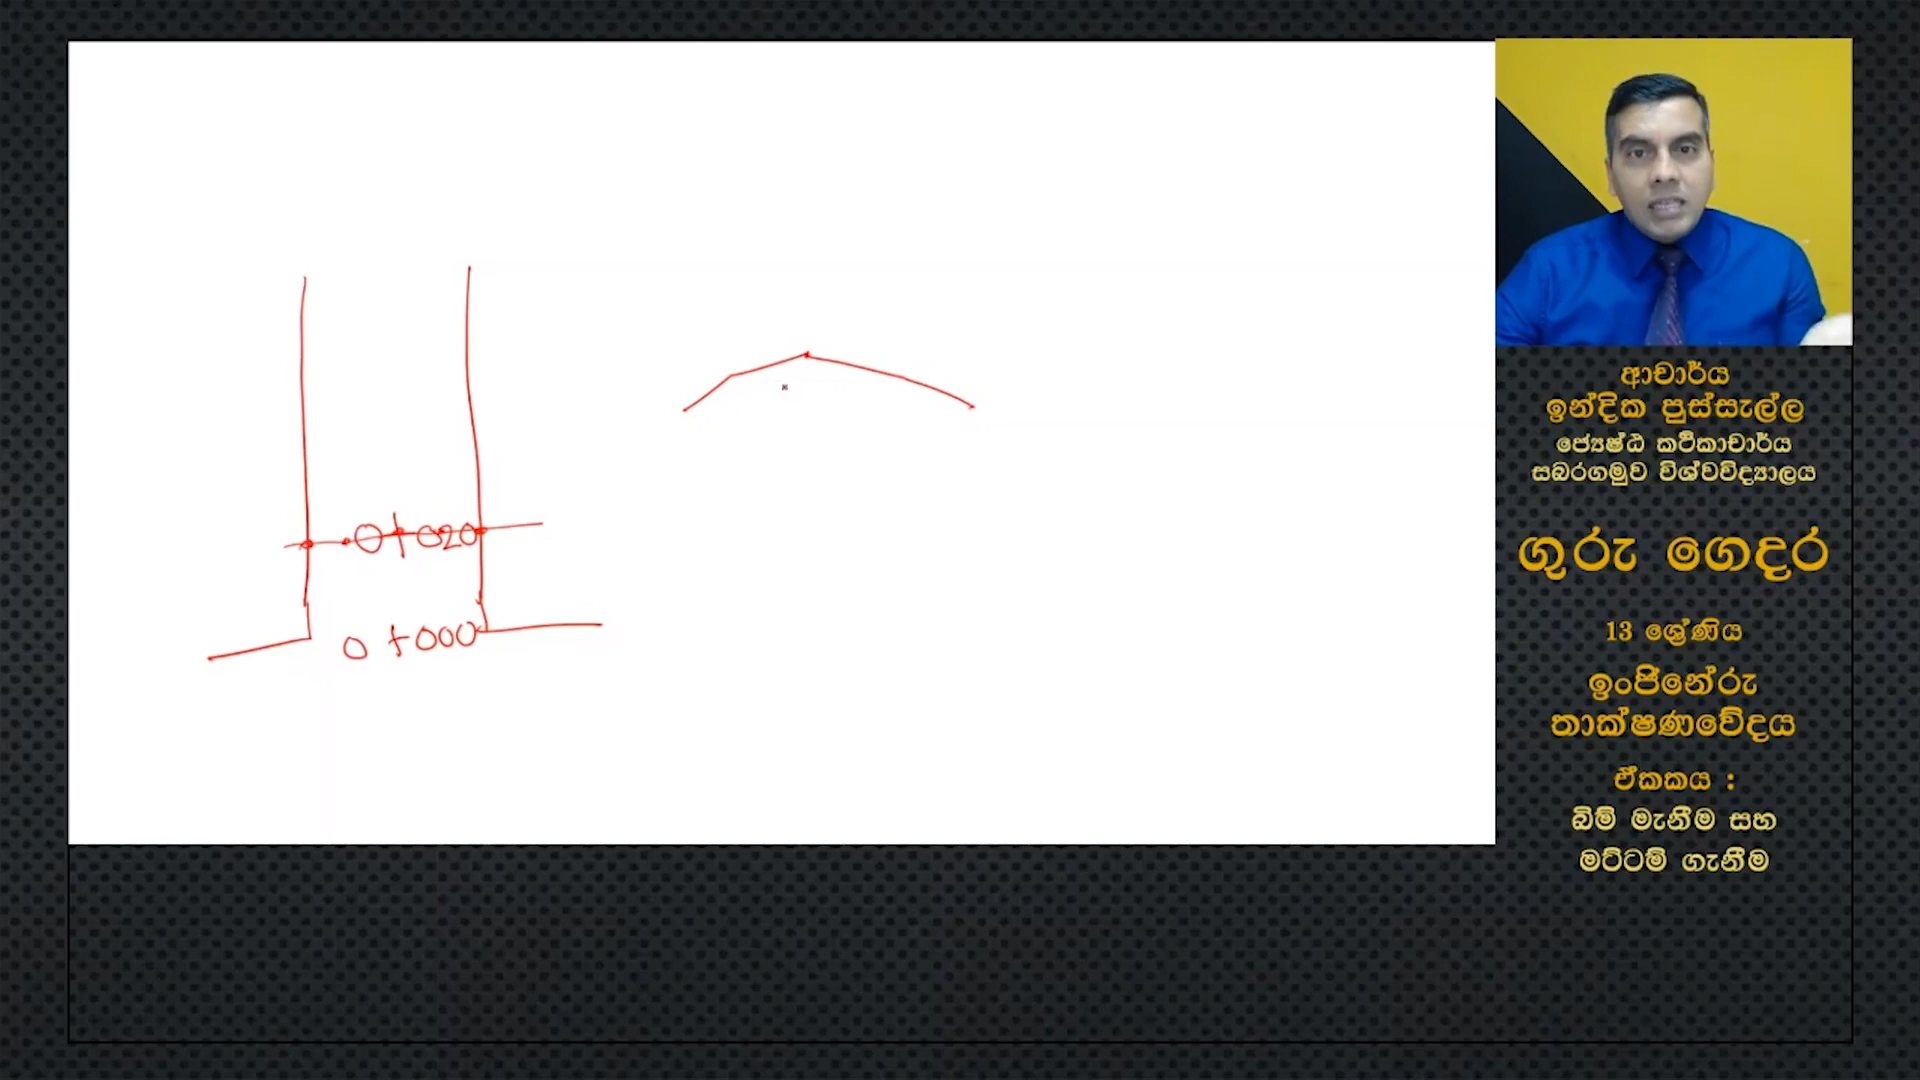 0+020
0+000
ආචාර්ය
ඉන්දික පුස්සැල්ල
ජ්‍යෙෂ්ඨ කථිකාචාර්ය
සබරගමුව විශ්වවිද්‍යාලය
ගුරු ගෙදර
13 ශ්‍රේණිය
ඉංජිනේරු
තාක්ෂණවේදය
ඒකකය :
බිම් මැනීම සහ
මට්ටම් ගැනීම